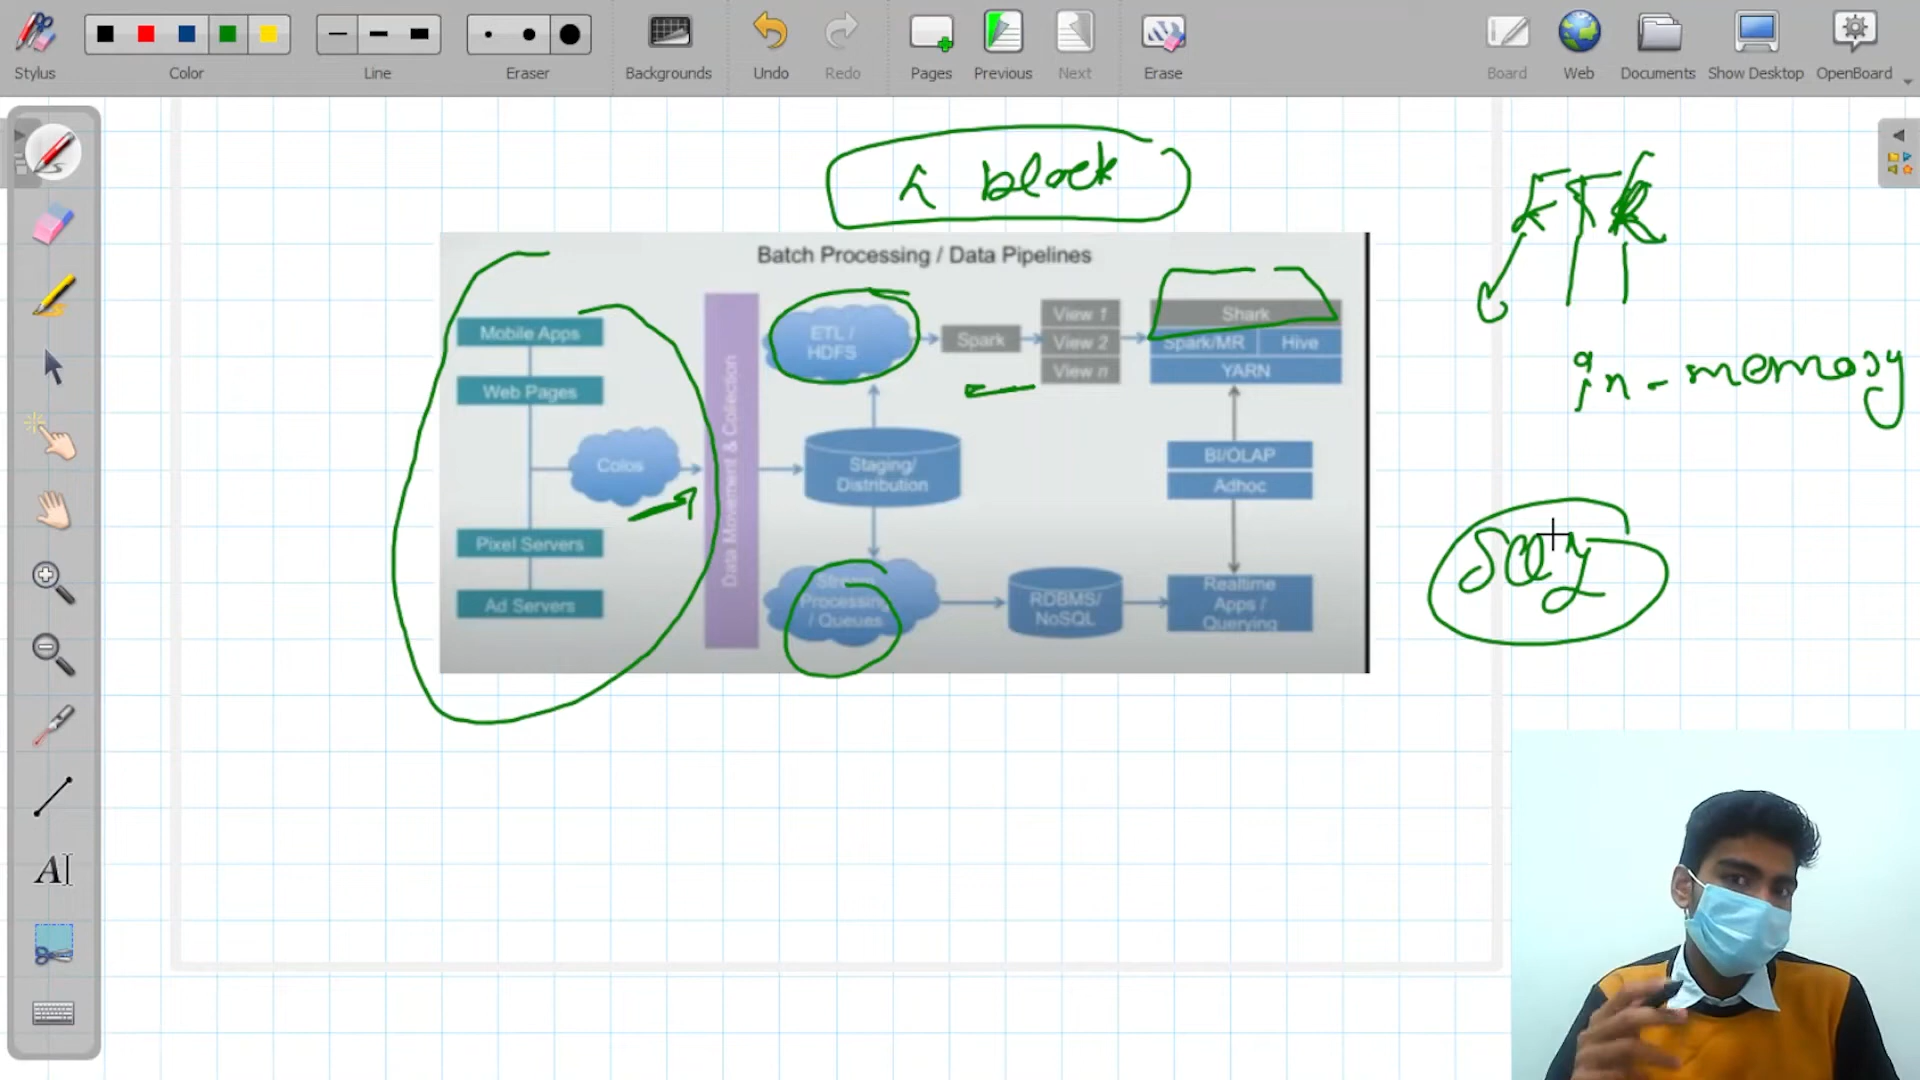 Stylus
Color
Line
Eraser
Backgrounds
Undo
Redo
Pages
Previous
Next
Erase
Board
Web
Documents
Show Desktop
OpenBoard
block
Batch Processing / Data Pipelines
Mobile Apps
Web Pages
Colos
Pixel Servers
Ad Servers
Data Movement & Collection
ETL /
HDFS
Spark
View 1
View 2
View n
Shark
Spark/MR
Hive
YARN
Staging/
Distribution
BI/OLAP
Adhoc
Stream
Processing
/ Queues
RDBMS/
NoSQL
Realtime
Apps /
Querying
in-memory